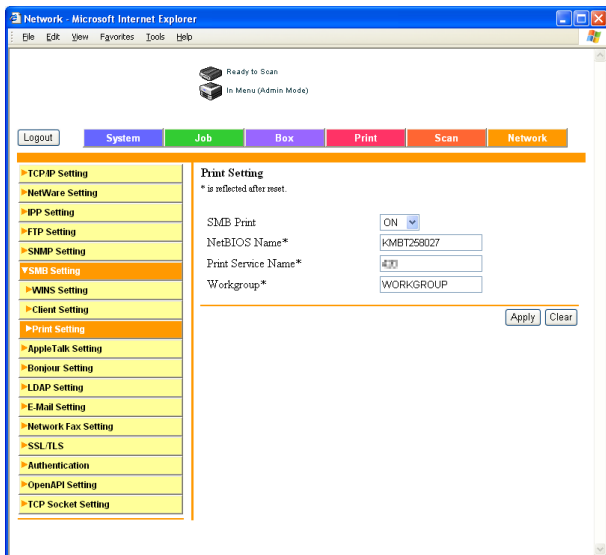 Network - Microsoft Internet Explorer
File Edit View Favorites Tools Help
Ready to Scan
In Menu (Admin Mode)
Logout System Job Box Print Scan Network
TCP/IP Setting
NetWare Setting
IPP Setting
FTP Setting
SNMP Setting
SMB Setting
WINS Setting
Client Setting
Print Setting
AppleTalk Setting
Bonjour Setting
LDAP Setting
E-Mail Setting
Network Fax Setting
SSL/TLS
Authentication
OpenAPI Setting
TCP Socket Setting
Print Setting
* is reflected after reset.
SMB Print ON
NetBIOS Name* KMBT258027
Print Service Name*
Workgroup* WORKGROUP
Apply Clear